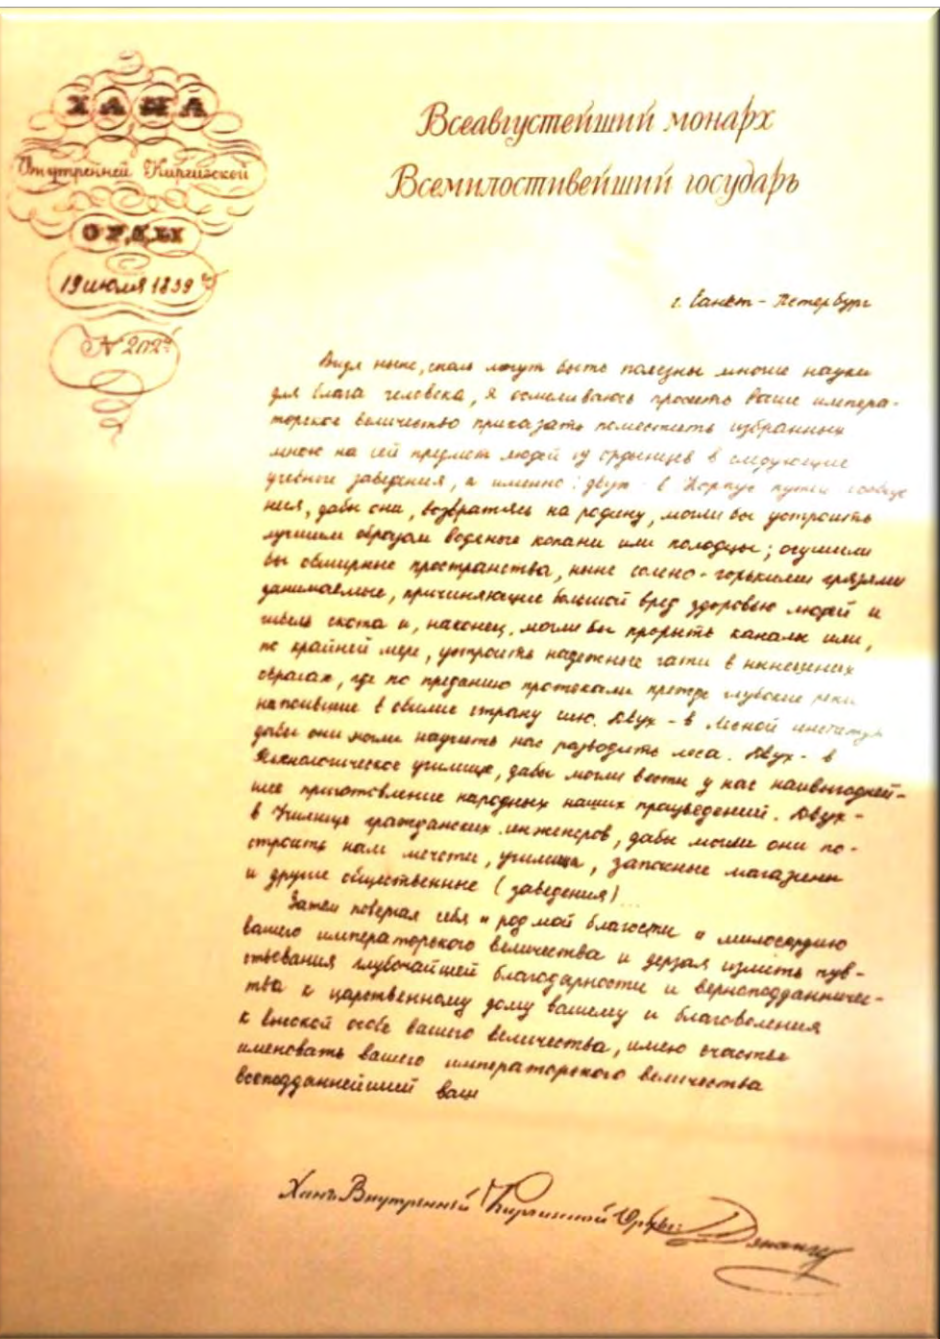 ХАНА
Внутренней Киргизской
ОРДЫ
19 июля 1839 г.
№ 202
Всеавгустейший монарх
Всемилостивейший государь
г. Санкт-Петербург
Видя ныне, столь могут быть полезны многие науки
для блага человека, я осмеливаюсь просить ваше импера-
торское величество приказать поместить избранных
мною на сей предмет людей из ордынцев в следующие
учебные заведения, а именно: двух - в Корпус путей сообще
ния, дабы они, возвратясь на родину, могли бы устроить
лучшим образом водяные копани или колодцы; осушили
бы обширные пространства, ныне солено-горькими грязями
занимаемые, причиняющие большой вред здоровью людей и
гибель скота и, наконец, могли бы прорыть каналы или,
по крайней мере, устроить надежные гати в нынешних
оврагах, где по преданию протекали прежде глубокие реки
напоившие в обилие страну сию. Двух - в Лесной институт
дабы они могли научить нас разводить леса. Двух - в
Технологическое училище, дабы могли вести у нас наивыгодней-
шее приготовление народных наших произведений. Двух -
в Училище гражданских инженеров, дабы могли они по-
строить нам мечети, училища, запасные магазины
и другие общественные (заведения)...
Затем повергая себя и род мой благости и милосердию
вашего императорского величества и дерзая излить чув-
ствования глубочайшей благодарности и верноподданничес-
тва к царственному дому вашему и благоволения
к высокой особе вашего величества, имею счастье
именовать вашего императорского величества
всеподданнейший ваш
Ханъ Внутренней Киргизской Орды: Джангир